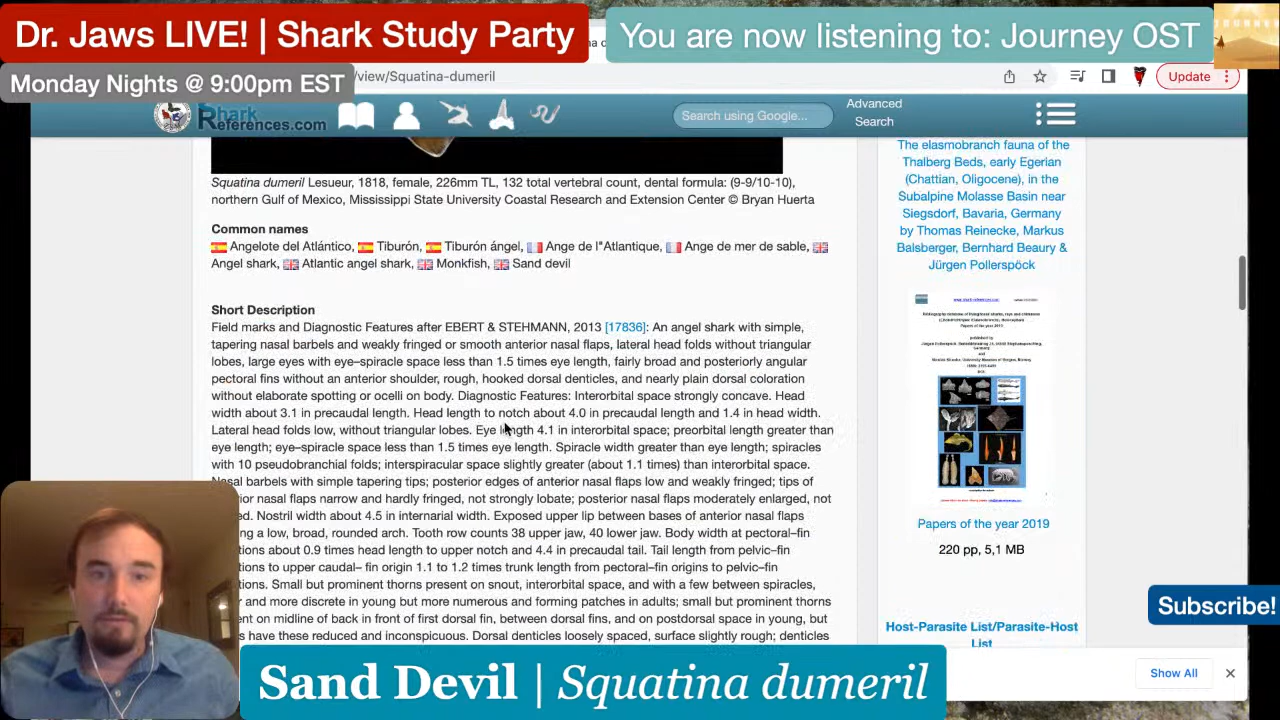 Dr. Jaws LIVE! | Shark Study Party
You are now listening to: Journey OST
Monday Nights @ 9:00pm EST
/view/Squatina-dumeril
Update
Shark
References.com
Search using Google...
Advanced
Search
Squatina dumeril Lesueur, 1818, female, 226mm TL, 132 total vertebral count, dental formula: (9-9/10-10),
northern Gulf of Mexico, Mississippi State University Coastal Research and Extension Center © Bryan Huerta
Common names
Angelote del Atlántico, Tiburón, Tiburón ángel, Ange de l"Atlantique, Ange de mer de sable,
Angel shark, Atlantic angel shark, Monkfish, Sand devil
Short Description
Field marks & Diagnostic Features after EBERT & STEHMANN, 2013 [17836]: An angel shark with simple,
tapering nasal barbels and weakly fringed or smooth anterior nasal flaps, lateral head folds without triangular
lobes, with eye-spiracle space less than 1.5 times eye length, fairly broad and posteriorly angular
pectoral fins without an anterior shoulder, rough, hooked dorsal denticles, and nearly plain dorsal coloration
without elaborate spotting or ocelli on body. Diagnostic Features: Interorbital space strongly concave. Head
width about 3.1 in precaudal length. Head length to notch about 4.0 in precaudal length and 1.4 in head width.
Lateral folds low, without triangular lobes. Eye length 4.1 in interorbital space; preorbital length greater than
eye length; eye–spiracle space less than 1.5 times eye length. Spiracle width greater than eye length; spiracles
with 10 pseudobranchial folds; interspiracular space slightly greater (about 1.1 times) than interorbital space.
Nasal barbels with simple tapering tips; posterior edges of anterior nasal flaps low and weakly fringed; tips of
nasal flaps narrow and hardly fringed, not strongly lobate; posterior nasal flaps moderately enlarged, not
Nostril width about 4.5 in internarial width. Exposed upper lip between bases of anterior nasal flaps
a low, broad, rounded arch. Tooth row counts 38 upper jaw, 40 lower jaw. Body width at pectoral–fin
about 0.9 times head length to upper notch and 4.4 in precaudal tail. Tail length from pelvic–fin
to upper caudal– fin origin 1.1 to 1.2 times trunk length from pectoral–fin origins to pelvic–fin
Small but prominent thorns present on snout, interorbital space, and with a few between spiracles,
and more discrete in young but more numerous and forming patches in adults; small but prominent thorns
on midline of back in front of first dorsal fin, between dorsal fins, and on postdorsal space in young, but
have these reduced and inconspicuous. Dorsal denticles loosely spaced, surface slightly rough; denticles
The elasmobranch fauna of the
Thalberg Beds, early Egerian
(Chattian, Oligocene), in the
Subalpine Molasse Basin near
Siegsdorf, Bavaria, Germany
by Thomas Reinecke, Markus
Balsberger, Bernhard Beaury &
Jürgen Pollerspöck
Papers of the year 2019
220 pp, 5,1 MB
Host-Parasite List/Parasite-Host
List
Subscribe!
Show All
Sand Devil | Squatina dumeril